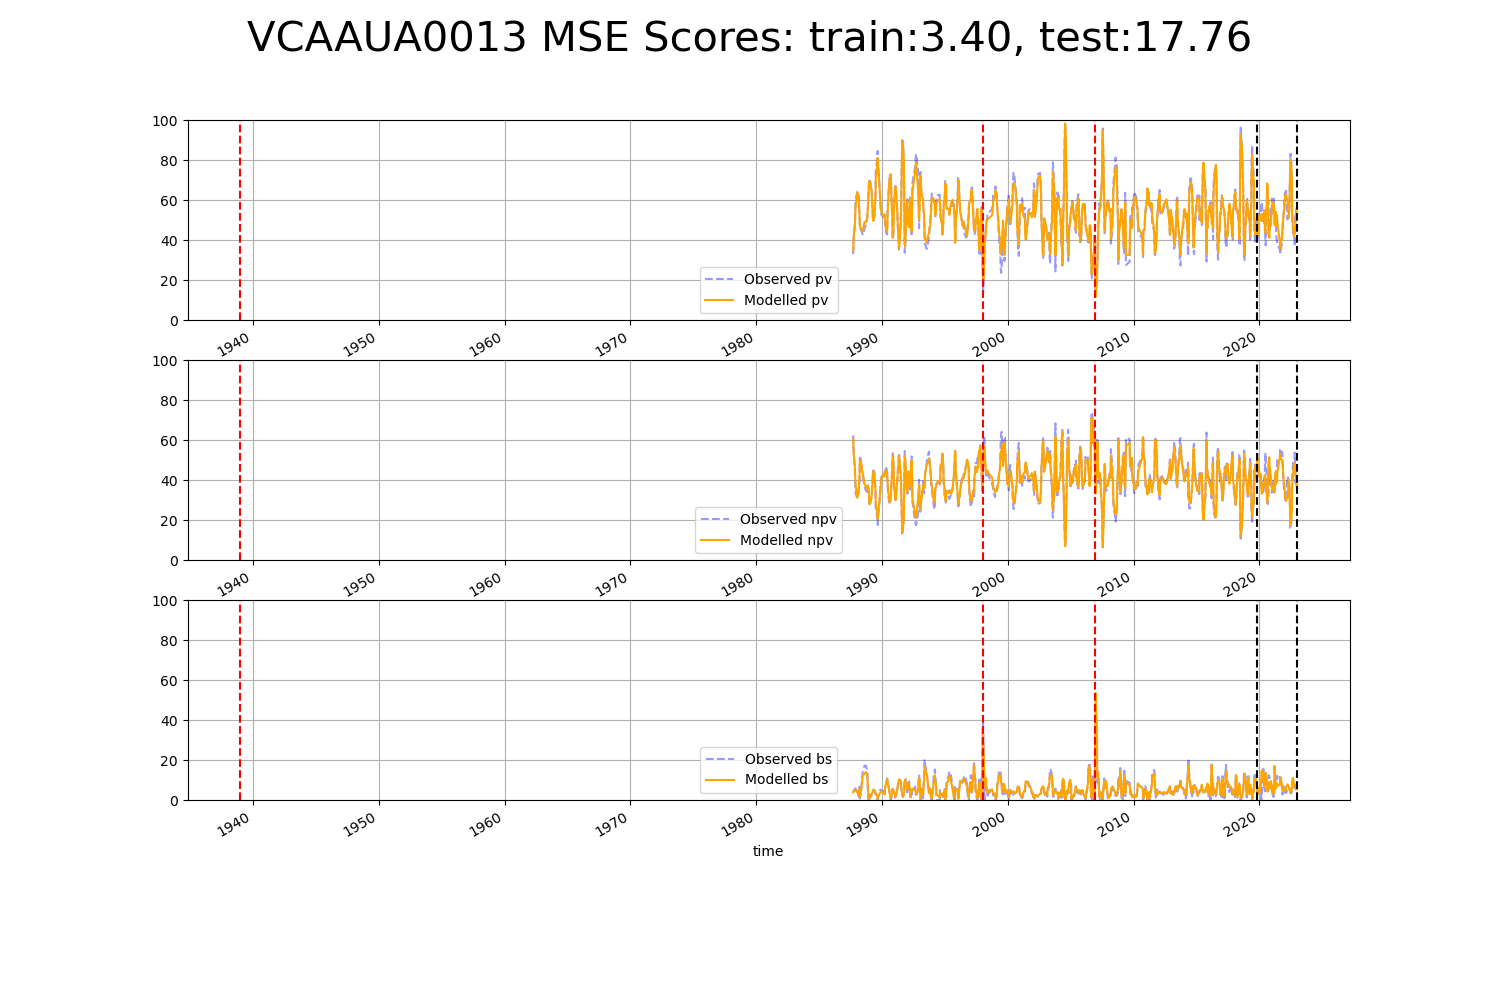 VCAAUA0013 MSE Scores: train:3.40, test:17.76
100
80
60
40
20
0
Observed pv
Modelled pv
1940 1950 1960 1970 1980 1990 2000 2010 2020
100
80
60
40
20
0
Observed npv
Modelled npv
1940 1950 1960 1970 1980 1990 2000 2010 2020
100
80
60
40
20
0
Observed bs
Modelled bs
1940 1950 1960 1970 1980 1990 2000 2010 2020
time